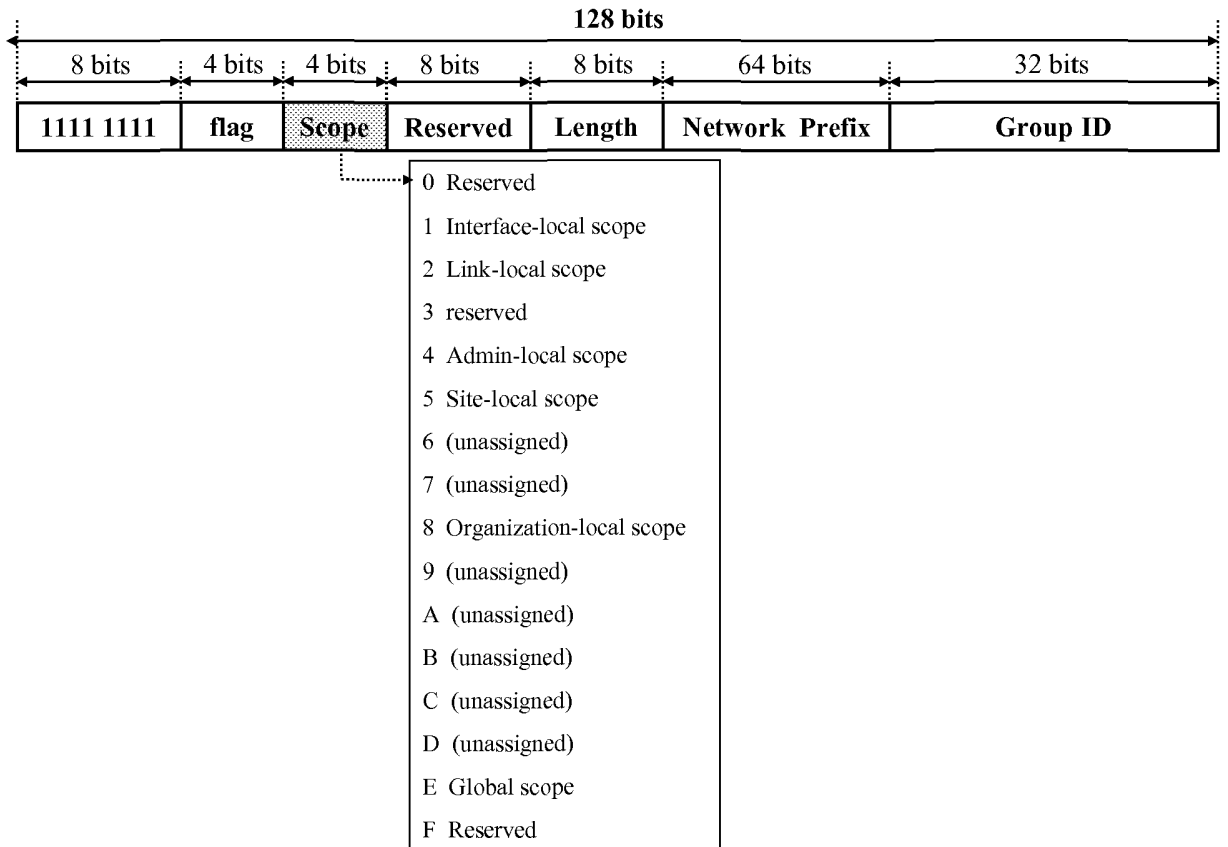 128 bits
8 bits 4 bits 4 bits 8 bits 8 bits 64 bits 32 bits
1111 1111 flag Scope Reserved Length Network Prefix Group ID
0 Reserved
1 Interface-local scope
2 Link-local scope
3 reserved
4 Admin-local scope
5 Site-local scope
6 (unassigned)
7 (unassigned)
8 Organization-local scope
9 (unassigned)
A (unassigned)
B (unassigned)
C (unassigned)
D (unassigned)
E Global scope
F Reserved